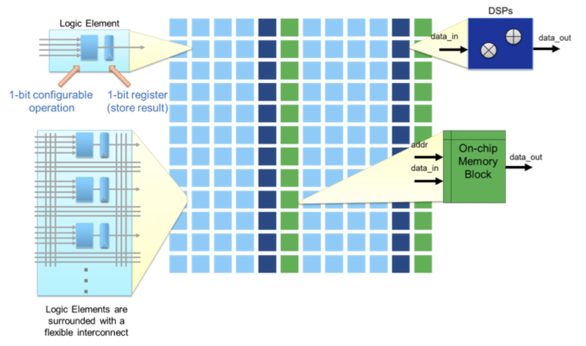 Logic Element
1-bit configurable
operation
1-bit register
(store result)
Logic Elements are
surrounded with a
flexible interconnect
DSPs
data_in
data_out
addr
data_in
On-chip
Memory
Block
data_out